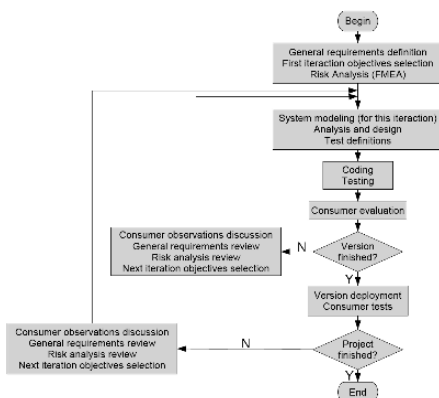 Begin
General requirements definition
First iteraction objectives selection
Risk Analysis (FMEA)
System modeling (for this iteraction)
Analysis and design
Test definitions
Coding
Testing
Consumer evaluation
Version
finished?
N
Consumer observations discussion
General requirements review
Risk analysis review
Next iteration objectives selection
Y
Version deployment
Consumer tests
Project
finished?
N
Consumer observations discussion
General requirements review
Risk analysis review
Next iteration objectives selection
Y
End